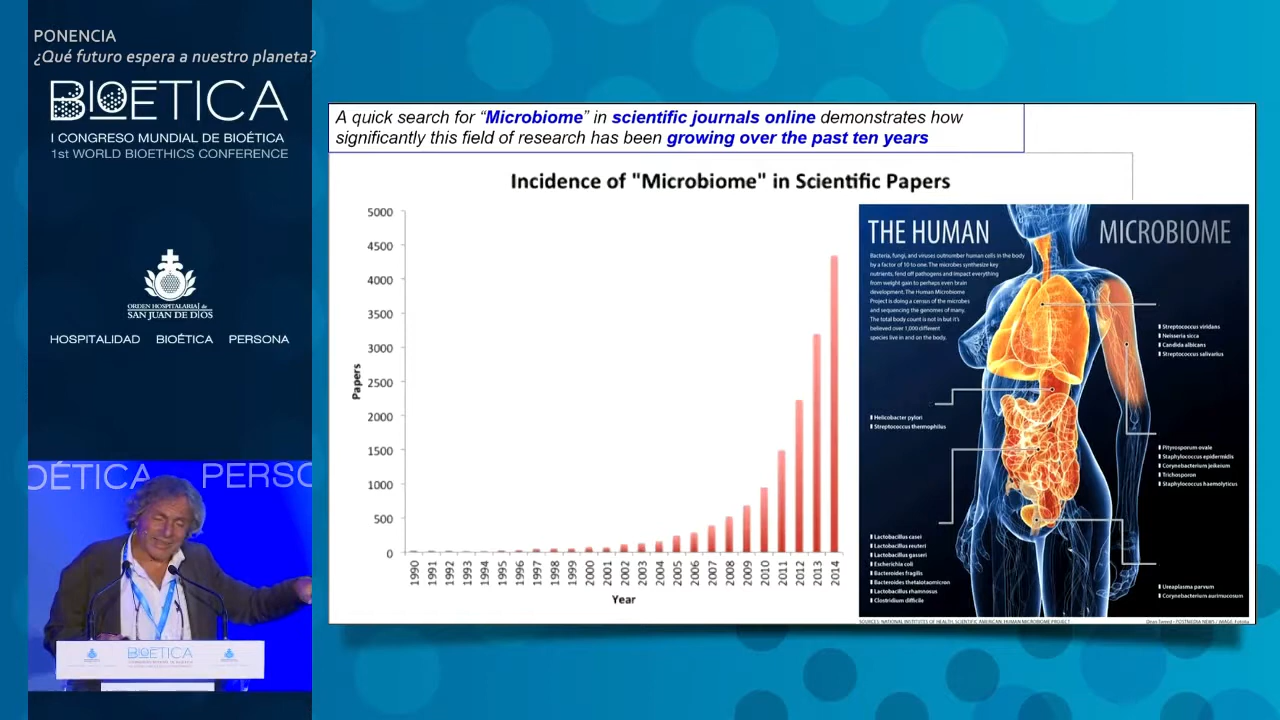 PONENCIA
¿Qué futuro espera a nuestro planeta?
BIOÉTICA
I CONGRESO MUNDIAL DE BIOÉTICA
1st WORLD BIOETHICS CONFERENCE
ORDEN HOSPITALARIA de
SAN JUAN DE DIOS
HOSPITALIDAD BIOÉTICA PERSONA
OÉTICA PERSO
BIOÉTICA
A quick search for “Microbiome” in scientific journals online demonstrates how
significantly this field of research has been growing over the past ten years
Incidence of "Microbiome" in Scientific Papers
5000
4500
4000
3500
3000
2500
2000
1500
1000
500
0
Papers
1990 1991 1992 1993 1994 1995 1996 1997 1998 1999 2000 2001 2002 2003 2004 2005 2006 2007 2008 2009 2010 2011 2012 2013 2014
Year
THE HUMAN MICROBIOME
Bacteria, fungi, and viruses outnumber human cells in the body
by a factor of 10 to one. The microbes synthesize key
nutrients, fend off pathogens and impact everything
from weight gain to perhaps even brain
development. The Human Microbiome
Project is doing a census of the microbes
and sequencing the genomes of many.
The total body count is not in but it's
believed over 1,000 different
species live in and on the body.
Streptococcus viridans
Neisseria sicca
Candida albicans
Streptococcus salivarius
Helicobacter pylori
Streptococcus thermophilus
Pityrosporum ovale
Staphylococcus epidermidis
Corynebacterium jeikeium
Trichosporon
Staphylococcus haemolyticus
Lactobacillus casei
Lactobacillus reuteri
Lactobacillus gasseri
Escherichia coli
Bacteroides fragilis
Bacteroides thetaiotaomicron
Lactobacillus rhamnosus
Clostridium difficile
Ureaplasma parvum
Corynebacterium aurimucosum
SOURCES: NATIONAL INSTITUTES OF HEALTH, SCIENTIFIC AMERICAN, HUMAN MICROBIOME PROJECT